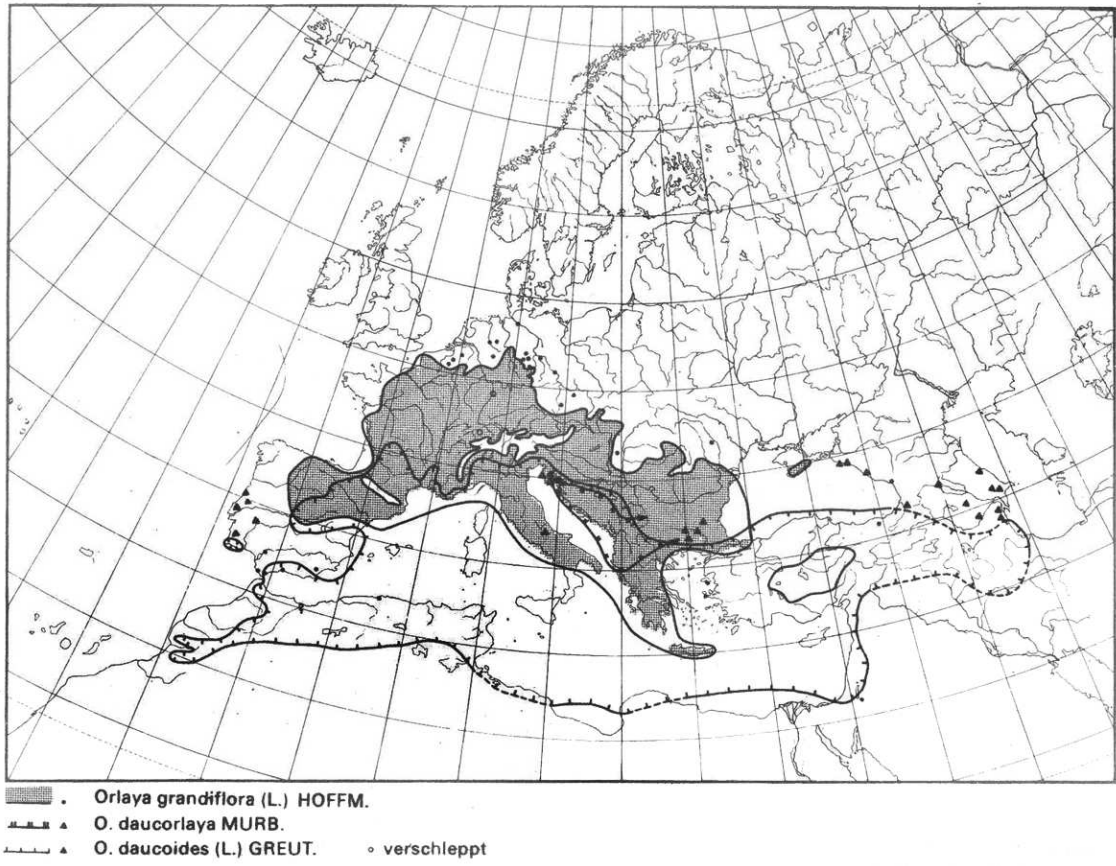 Orlaya grandiflora (L.) HOFFM.
O. daucorlaya MURB.
O. daucoides (L.) GREUT. verschleppt